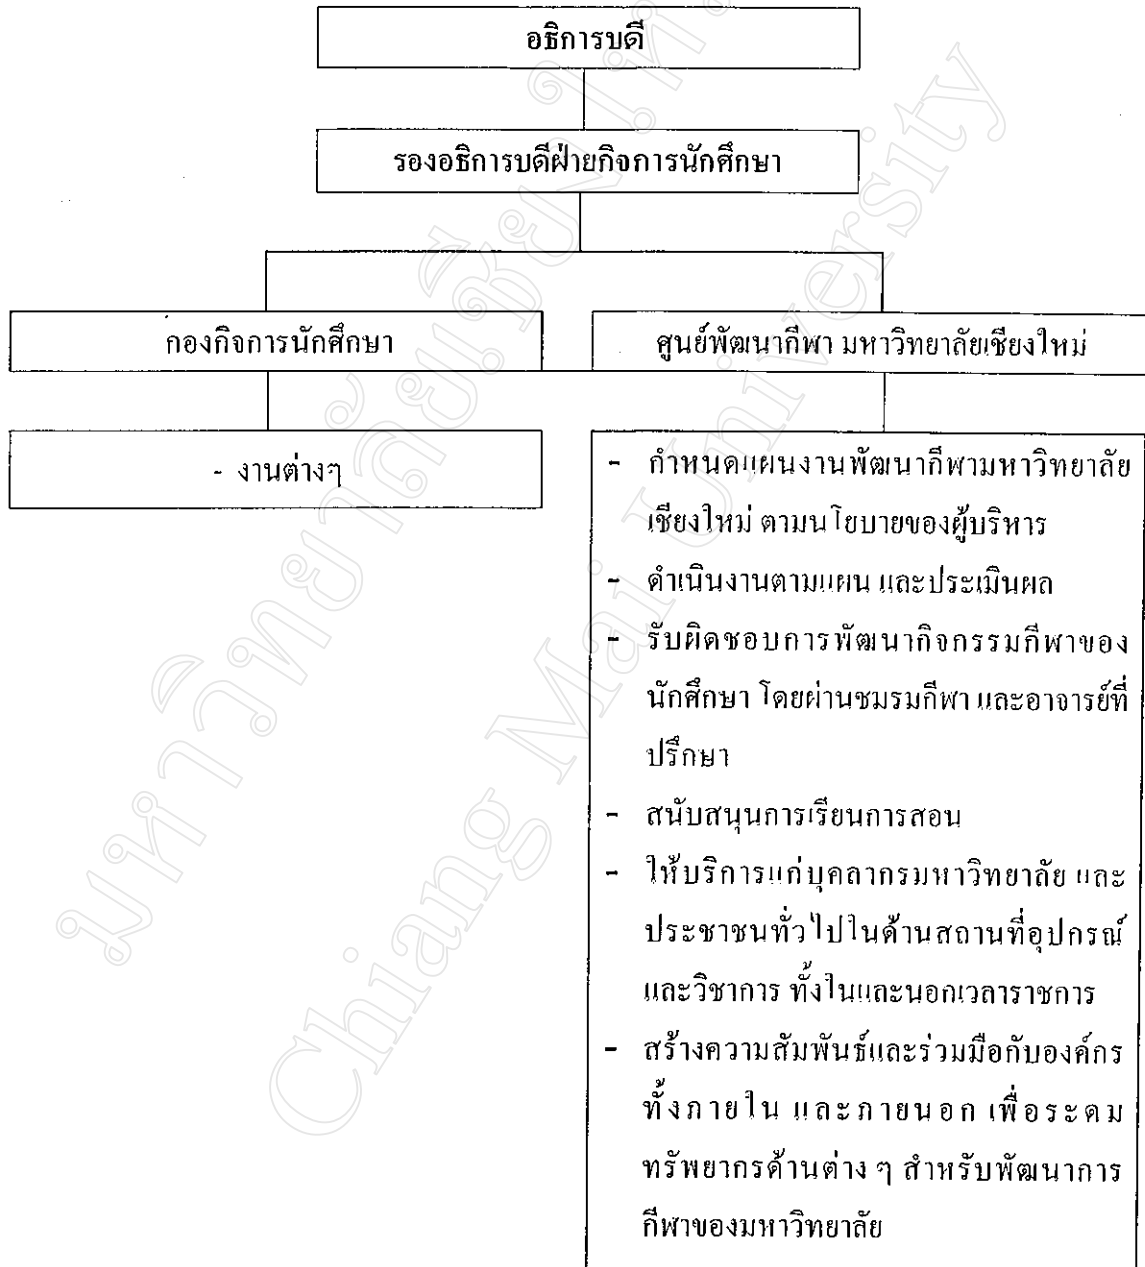 อธิการบดี
รองอธิการบดีฝ่ายกิจการนักศึกษา
กองกิจการนักศึกษา
ศูนย์พัฒนากีฬา มหาวิทยาลัยเชียงใหม่
- งานต่างๆ
- กำหนดแผนงานพัฒนากีฬามหาวิทยาลัย
เชียงใหม่ ตามนโยบายของผู้บริหาร
- ดำเนินงานตามแผน และประเมินผล
- รับผิดชอบการพัฒนากิจกรรมกีฬาของ
นักศึกษา โดยผ่านชมรมกีฬา และอาจารย์ที่
ปรึกษา
- สนับสนุนการเรียนการสอน
- ให้บริการแก่บุคลากรมหาวิทยาลัย และ
ประชาชนทั่วไปในด้านสถานที่อุปกรณ์
และวิชาการ ทั้งในและนอกเวลาราชการ
- สร้างความสัมพันธ์และร่วมมือกับองค์กร
ทั้งภายใน และภายนอก เพื่อระดม
ทรัพยากรด้านต่าง ๆ สำหรับพัฒนาการ
กีฬาของมหาวิทยาลัย
มหาวิทยาลัยเชียงใหม่
Chiang Mai University